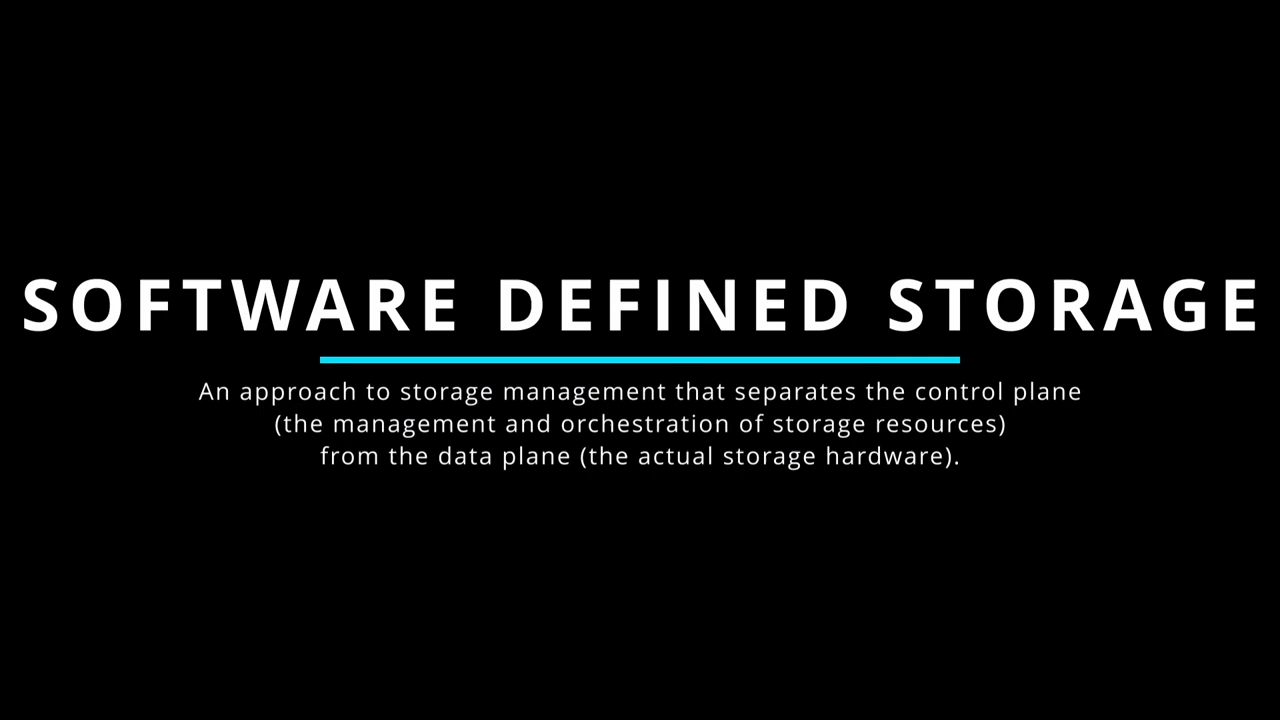 SOFTWARE DEFINED STORAGE
An approach to storage management that separates the control plane
(the management and orchestration of storage resources)
from the data plane (the actual storage hardware).